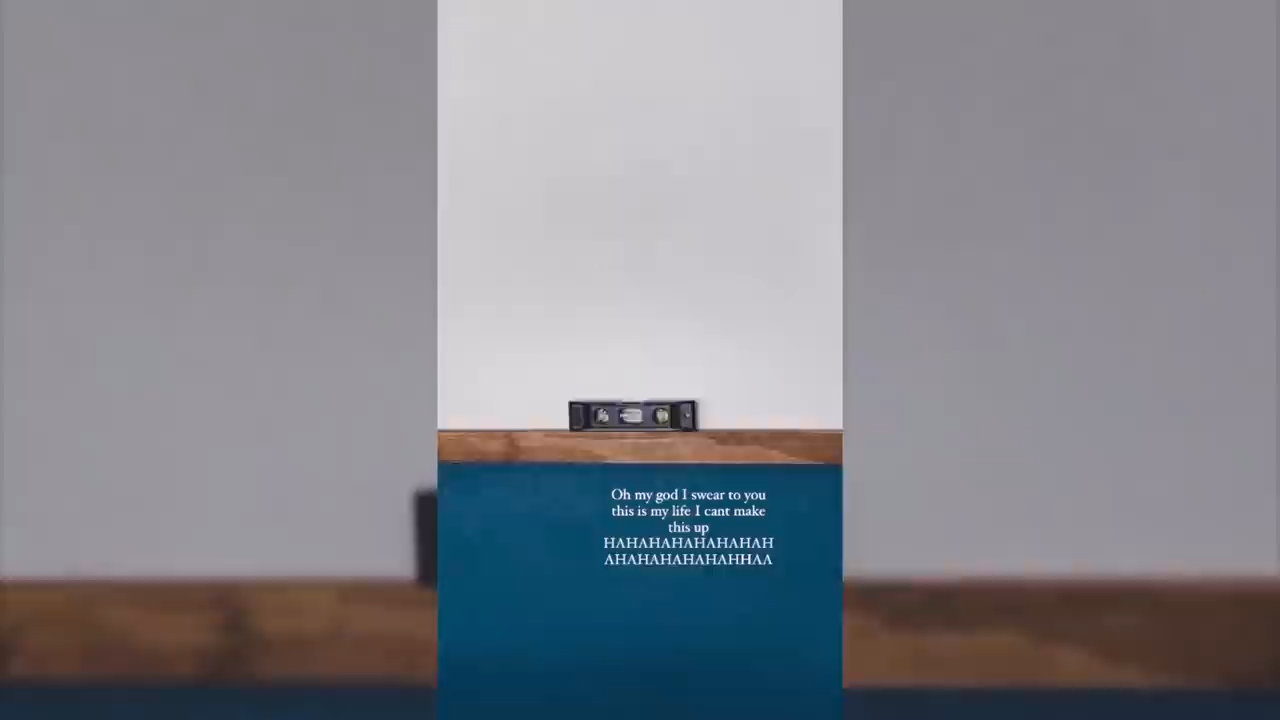 Oh my god I swear to you
this is my life I cant make
this up
HAHAHAHAHAHAHAH
AHAHAHAHAHAHHAA